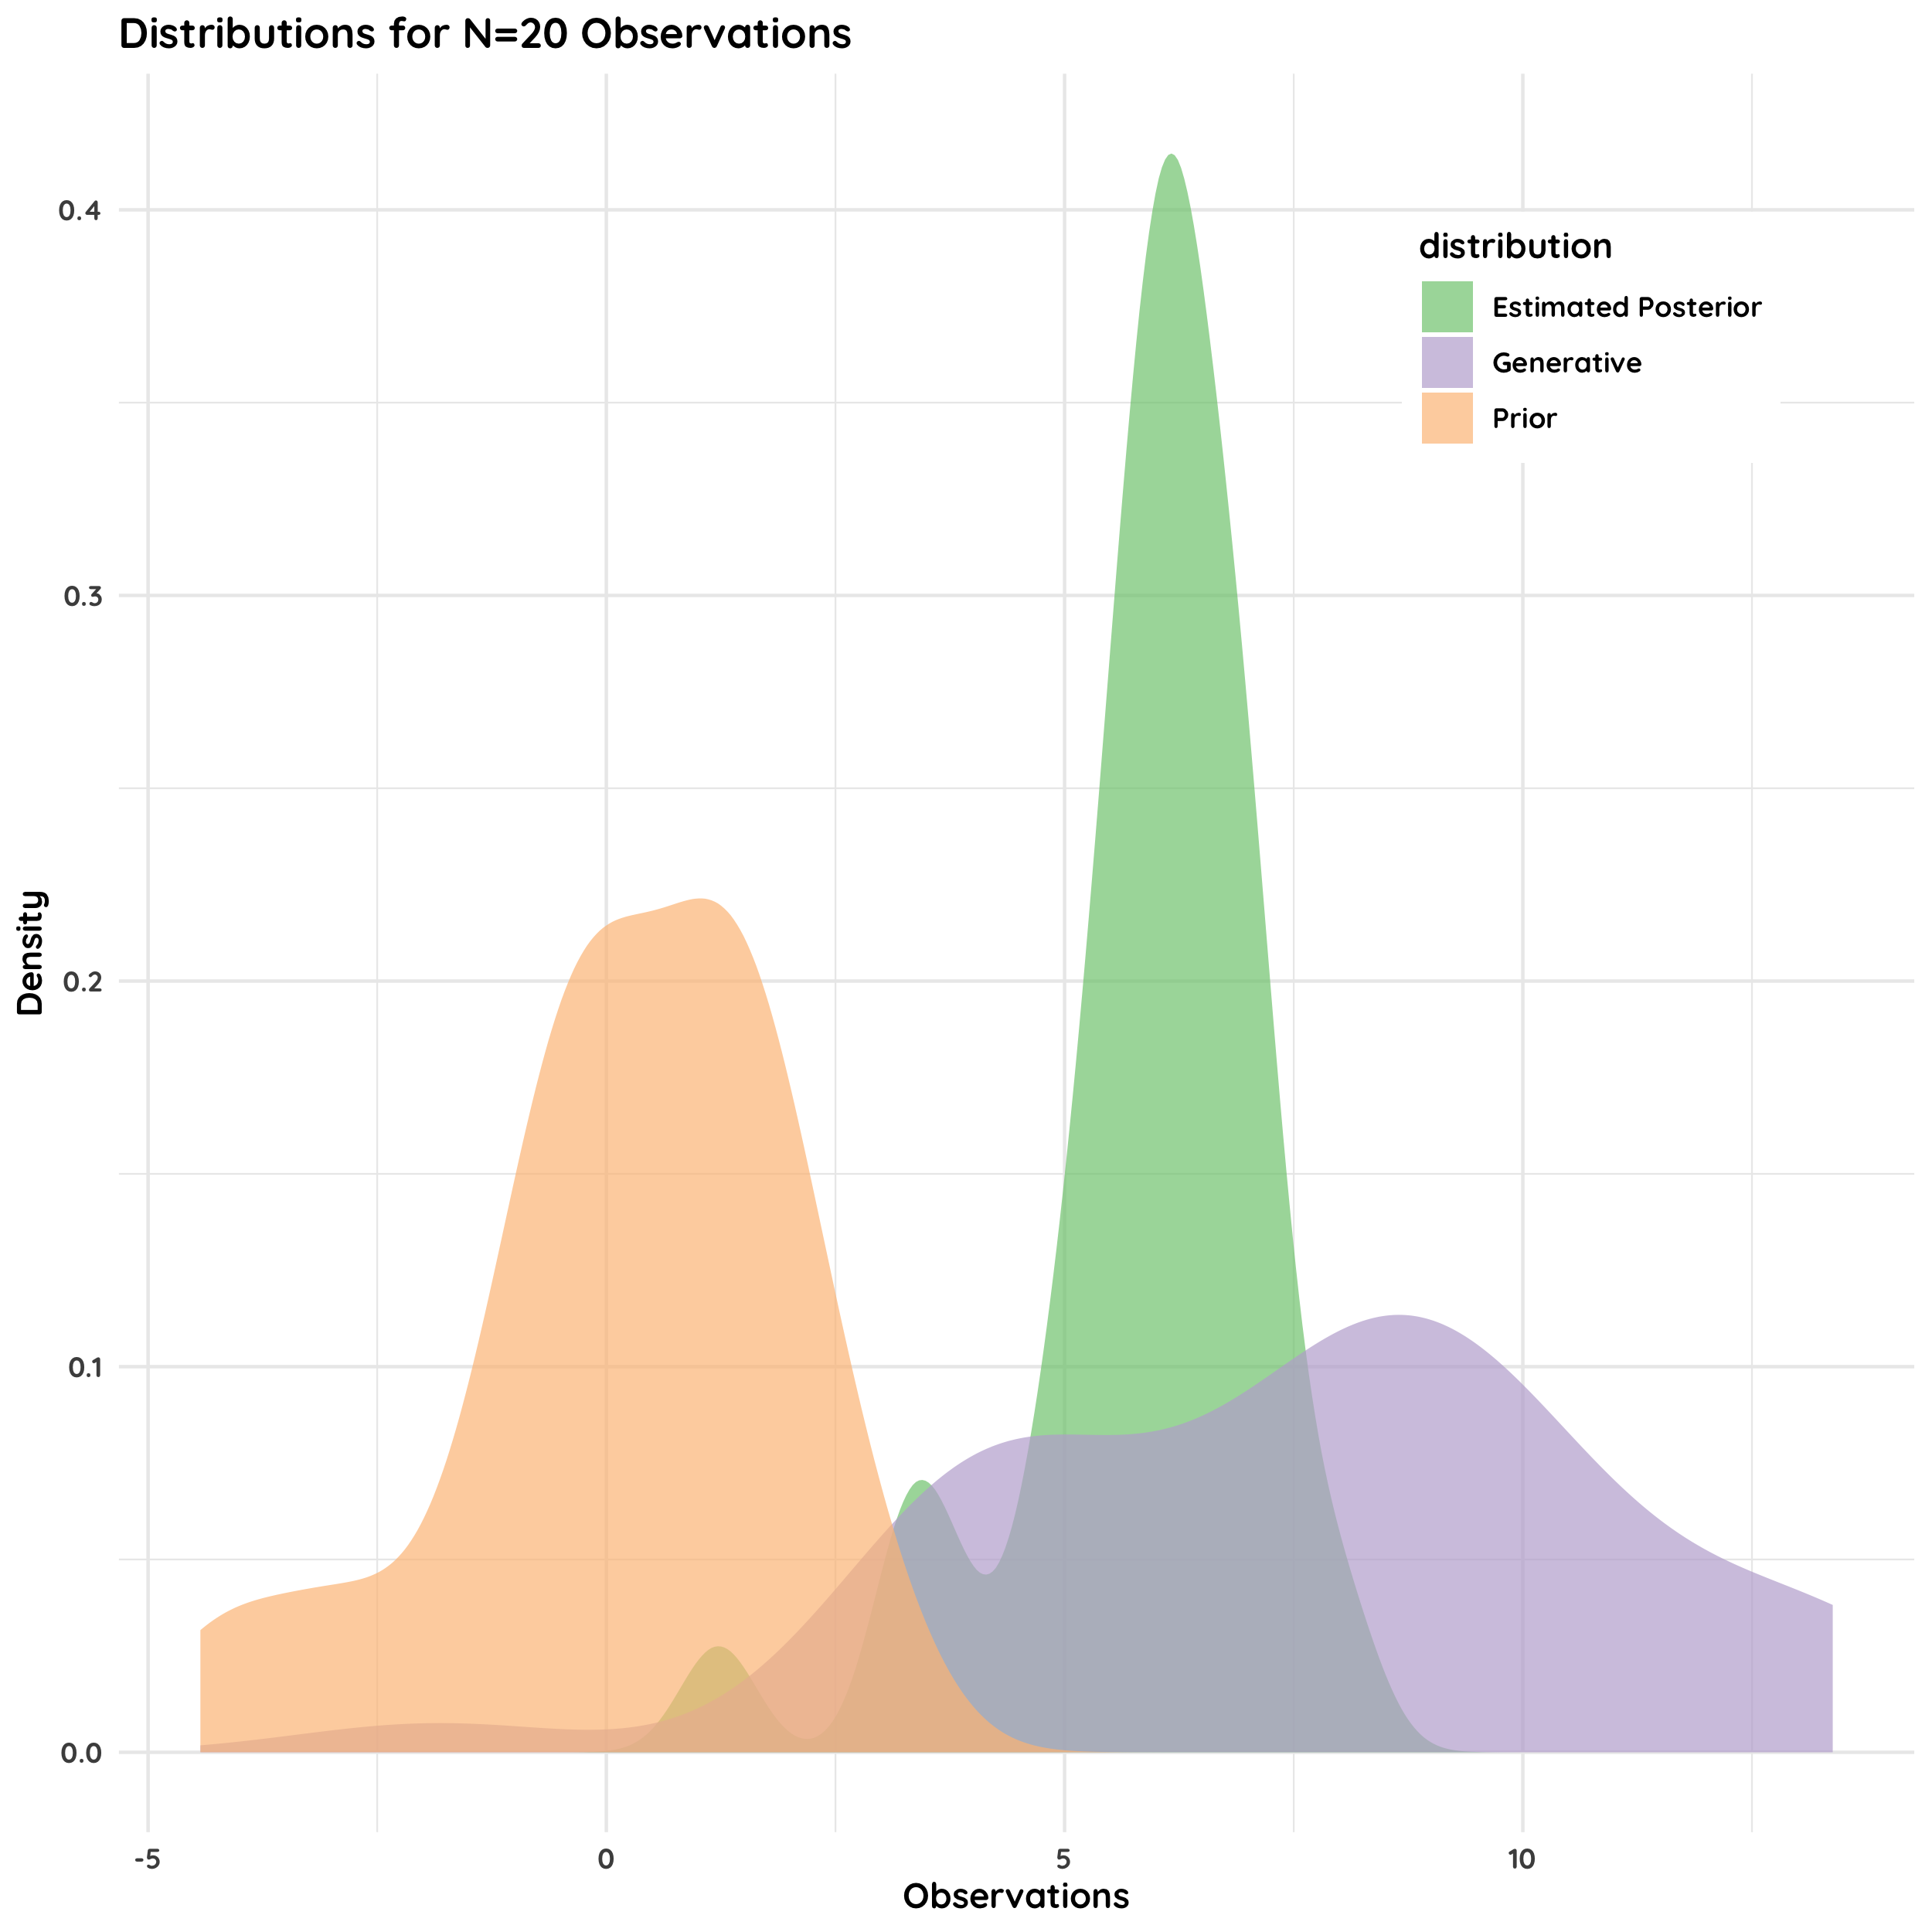 Distributions for N=20 Observations
distribution
Estimated Posterior
Generative
Prior
Density
0.4
0.3
0.2
0.1
0.0
-5
0
5
10
Observations